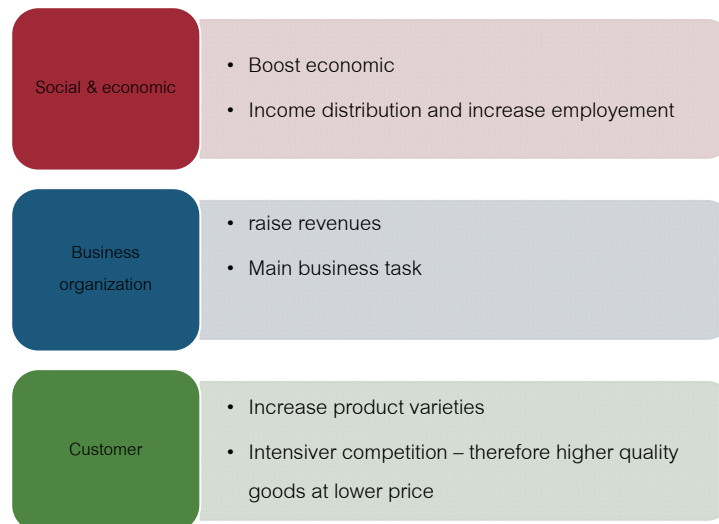 Social & economic
• Boost economic
• Income distribution and increase employement
Business
organization
• raise revenues
• Main business task
Customer
• Increase product varieties
• Intensiver competition – therefore higher quality
goods at lower price